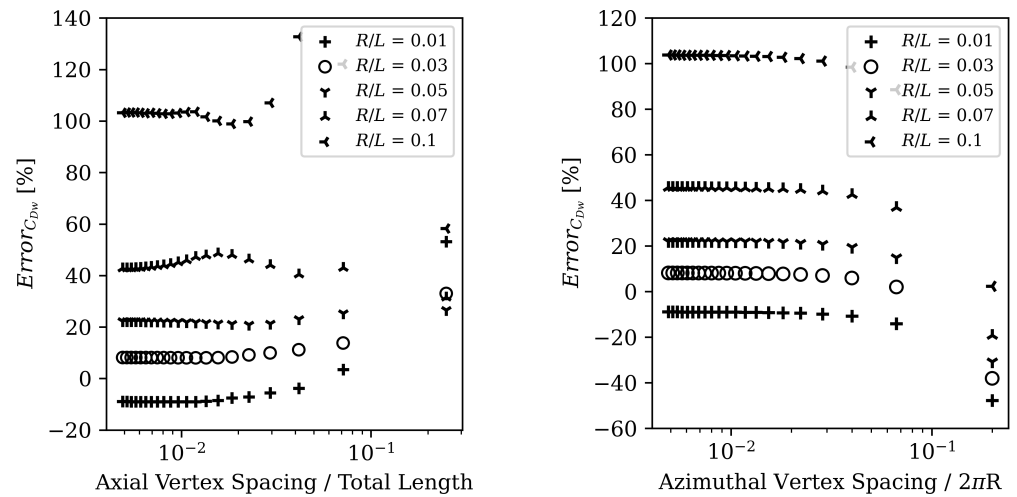 140
120
100
80
60
40
20
0
−20
10⁻²
10⁻¹
Axial Vertex Spacing / Total Length
Error_{C_{Dw}} [%]
R/L = 0.01
R/L = 0.03
R/L = 0.05
R/L = 0.07
R/L = 0.1
120
100
80
60
40
20
0
−20
−40
−60
10⁻²
10⁻¹
Azimuthal Vertex Spacing / 2πR
Error_{C_{Dw}} [%]
R/L = 0.01
R/L = 0.03
R/L = 0.05
R/L = 0.07
R/L = 0.1